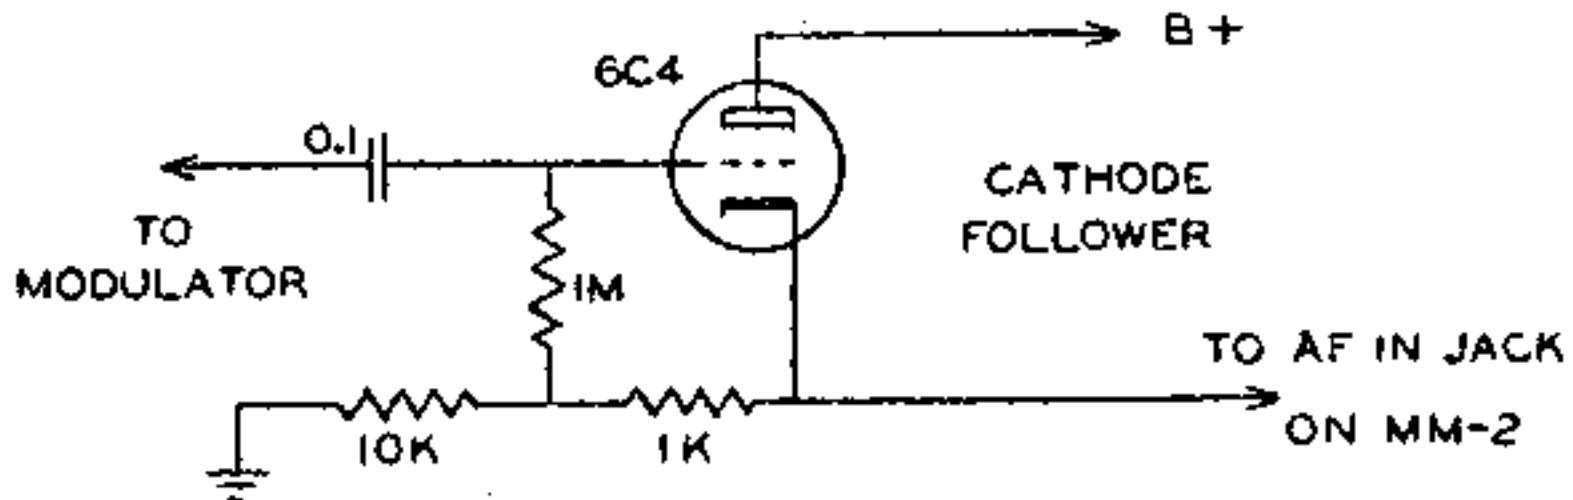 B+
6C4
0.1
CATHODE
FOLLOWER
TO
MODULATOR
1M
TO AF IN JACK
ON MM-2
10K
1K